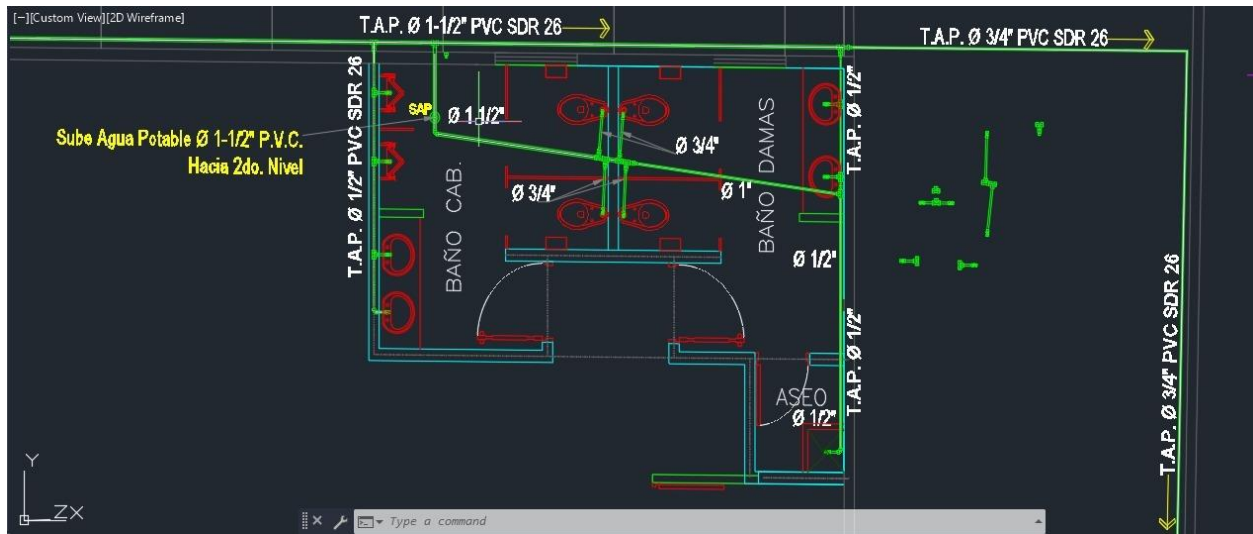 [−][Custom View][2D Wireframe]
T.A.P. Ø 1-1/2" PVC SDR 26
T.A.P. Ø 3/4" PVC SDR 26
T.A.P. Ø 1/2" PVC SDR 26
SAP
Ø 1-1/2"
Sube Agua Potable Ø 1-1/2" P.V.C.
Hacia 2do. Nivel
BAÑO CAB.
Ø 3/4"
Ø 3/4"
Ø 1"
BAÑO DAMAS
T.A.P. Ø 1/2"
Ø 1/2"
T.A.P. Ø 1/2"
ASEO
Ø 1/2"
T.A.P. Ø 3/4" PVC SDR 26
Y
ZX
Type a command